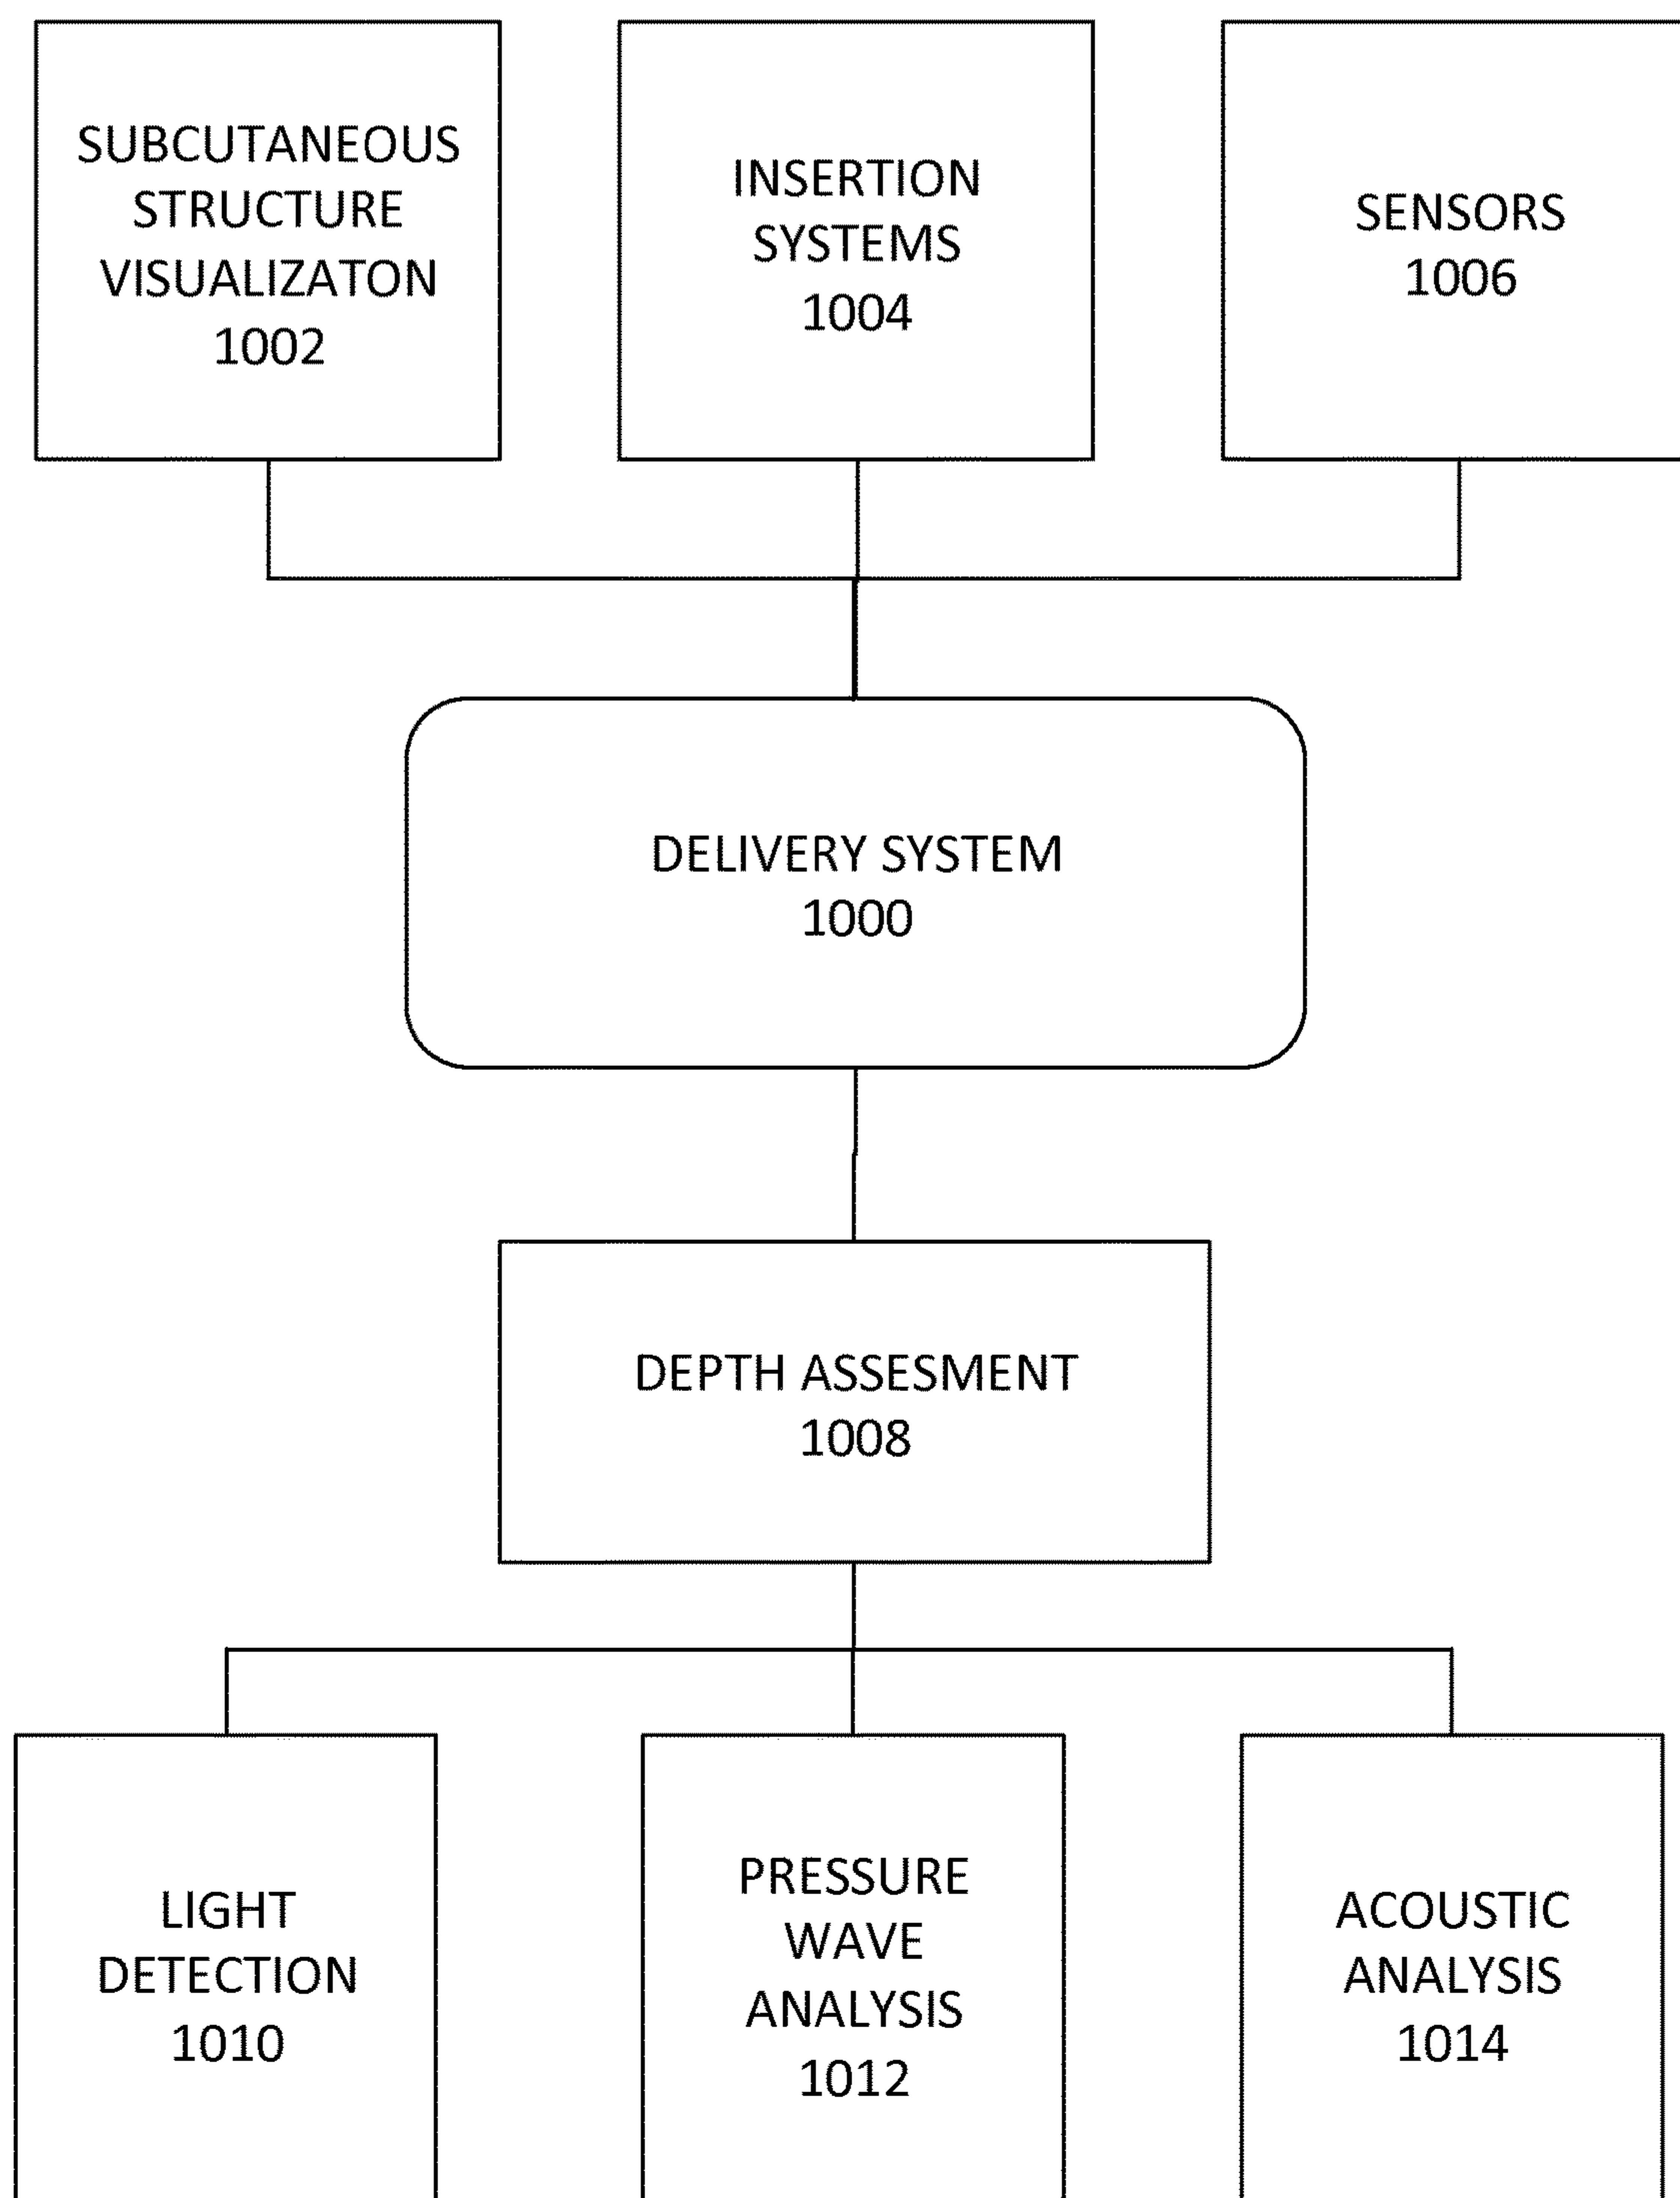 SUBCUTANEOUS
STRUCTURE
VISUALIZATON
1002
INSERTION
SYSTEMS
1004
SENSORS
1006
DELIVERY SYSTEM
1000
DEPTH ASSESMENT
1008
LIGHT
DETECTION
1010
PRESSURE
WAVE
ANALYSIS
1012
ACOUSTIC
ANALYSIS
1014